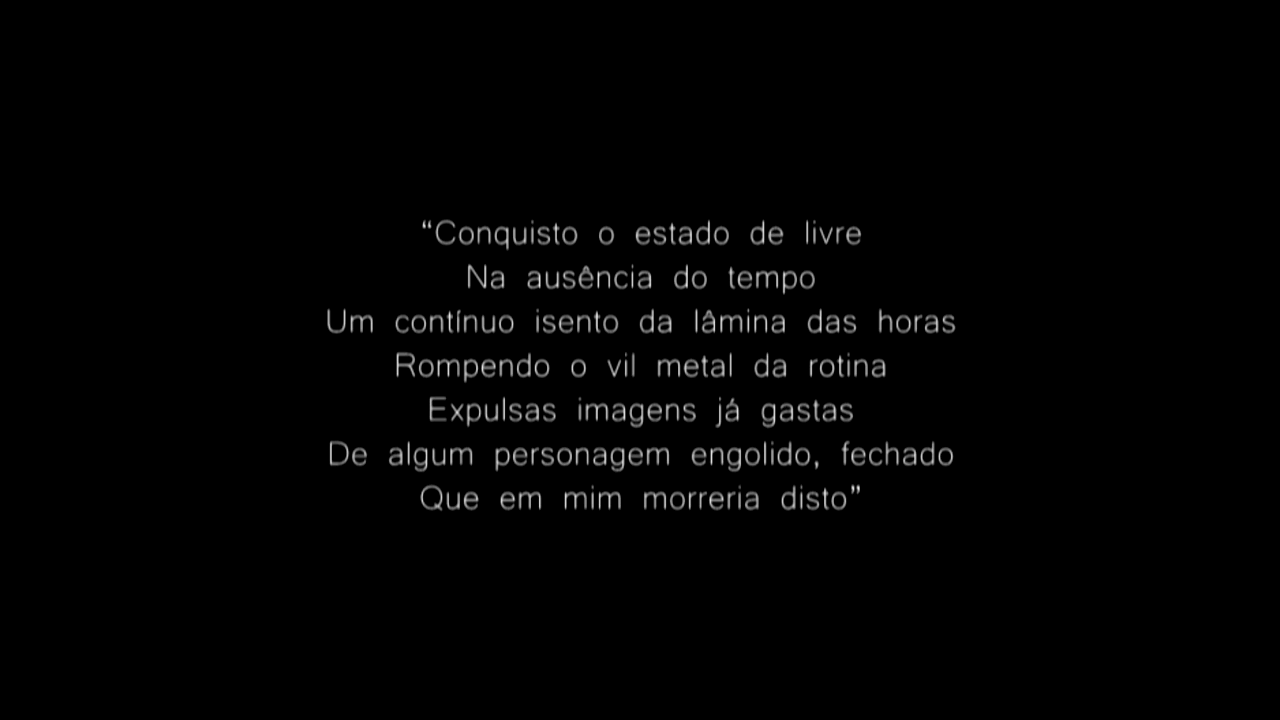 “Conquisto o estado de livre
Na ausência do tempo
Um contínuo isento da lâmina das horas
Rompendo o vil metal da rotina
Expulsas imagens já gastas
De algum personagem engolido, fechado
Que em mim morreria disto”